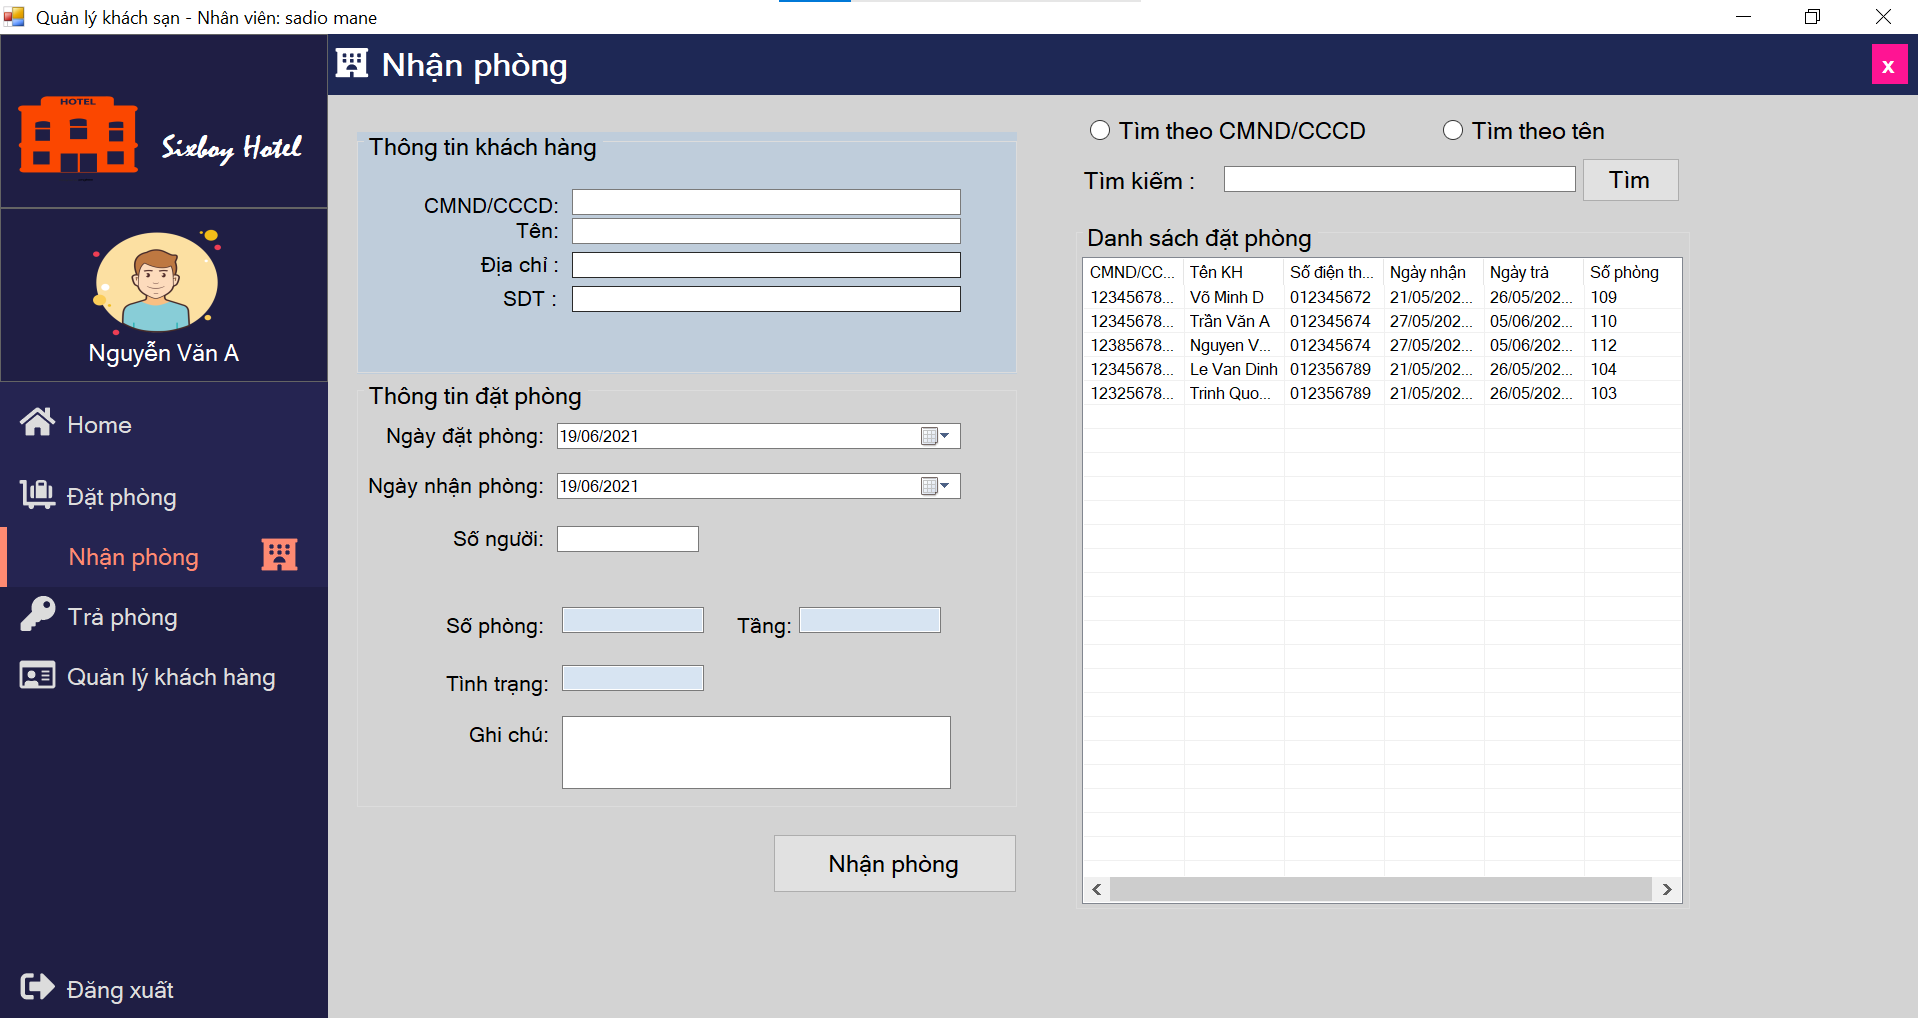 Quản lý khách sạn - Nhân viên: sadio mane
HOTEL
Sixboy Hotel
Nguyễn Văn A
Home
Đặt phòng
Nhận phòng
Trả phòng
Quản lý khách hàng
Đăng xuất
Nhận phòng
x
Thông tin khách hàng
CMND/CCCD:
Tên:
Địa chỉ :
SDT :
Thông tin đặt phòng
Ngày đặt phòng: 19/06/2021
Ngày nhận phòng: 19/06/2021
Số người:
Số phòng: Tầng:
Tình trạng:
Ghi chú:
Nhận phòng
Tìm theo CMND/CCCD Tìm theo tên
Tìm kiếm : Tìm
Danh sách đặt phòng
CMND/CC... Tên KH Số điện th... Ngày nhận Ngày trả Số phòng
12345678... Võ Minh D 012345672 21/05/202... 26/05/202... 109
12345678... Trần Văn A 012345674 27/05/202... 05/06/202... 110
12385678... Nguyen V... 012345674 27/05/202... 05/06/202... 112
12345678... Le Van Dinh 012356789 21/05/202... 26/05/202... 104
12325678... Trinh Quo... 012356789 21/05/202... 26/05/202... 103